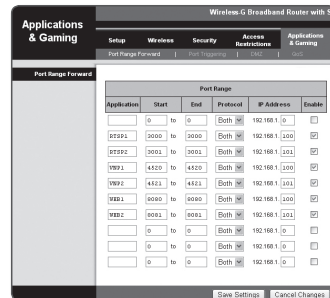 Wireless-G Broadband Router with S
Applications & Gaming
Setup Wireless Security Access Restrictions Applications & Gaming
Port Range Forward | Port Triggering | DMZ | QoS
Port Range Forward
Port Range
Application Start End Protocol IP Address Enable
0 to 0 Both 192.168.1. 0
RTSP1 3000 to 3000 Both 192.168.1. 100
RTSP2 3001 to 3001 Both 192.168.1. 101
VNP1 4520 to 4520 Both 192.168.1. 100
VNP2 4521 to 4521 Both 192.168.1. 101
WEB1 8080 to 8080 Both 192.168.1. 100
WEB2 8081 to 8081 Both 192.168.1. 101
0 to 0 Both 192.168.1. 0
0 to 0 Both 192.168.1. 0
0 to 0 Both 192.168.1. 0
Save Settings Cancel Changes